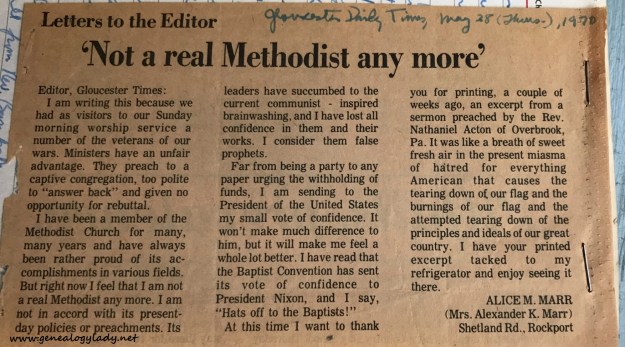 Letters to the Editor
Gloucester Daily Times, May 28 (Thurs.), 1970
'Not a real Methodist any more'
Editor, Gloucester Times:
I am writing this because we
had as visitors to our Sunday
morning worship service a
number of the veterans of our
wars. Ministers have an unfair
advantage. They preach to a
captive congregation, too polite
to "answer back" and given no
opportunity for rebuttal.
I have been a member of the
Methodist Church for many,
many years and have always
been rather proud of its ac-
complishments in various fields.
But right now I feel that I am not
a real Methodist any more. I am
not in accord with its present-
day policies or preachments. Its
leaders have succumbed to the
current communist - inspired
brainwashing, and I have lost all
confidence in them and their
works. I consider them false
prophets.
Far from being a party to any
paper urging the withholding of
funds, I am sending to the
President of the United States
my small vote of confidence. It
won't make much difference to
him, but it will make me feel a
whole lot better. I have read that
the Baptist Convention has sent
its vote of confidence to
President Nixon, and I say,
"Hats off to the Baptists!"
At this time I want to thank
you for printing, a couple of
weeks ago, an excerpt from a
sermon preached by the Rev.
Nathaniel Acton of Overbrook,
Pa. It was like a breath of sweet
fresh air in the present miasma
of hatred for everything
American that causes the
tearing down of our flag and the
burnings of our flag and the
attempted tearing down of the
principles and ideals of our great
country. I have your printed
excerpt tacked to my
refrigerator and enjoy seeing it
there.
ALICE M. MARR
(Mrs. Alexander K. Marr)
Shetland Rd., Rockport
www.genealogylady.net